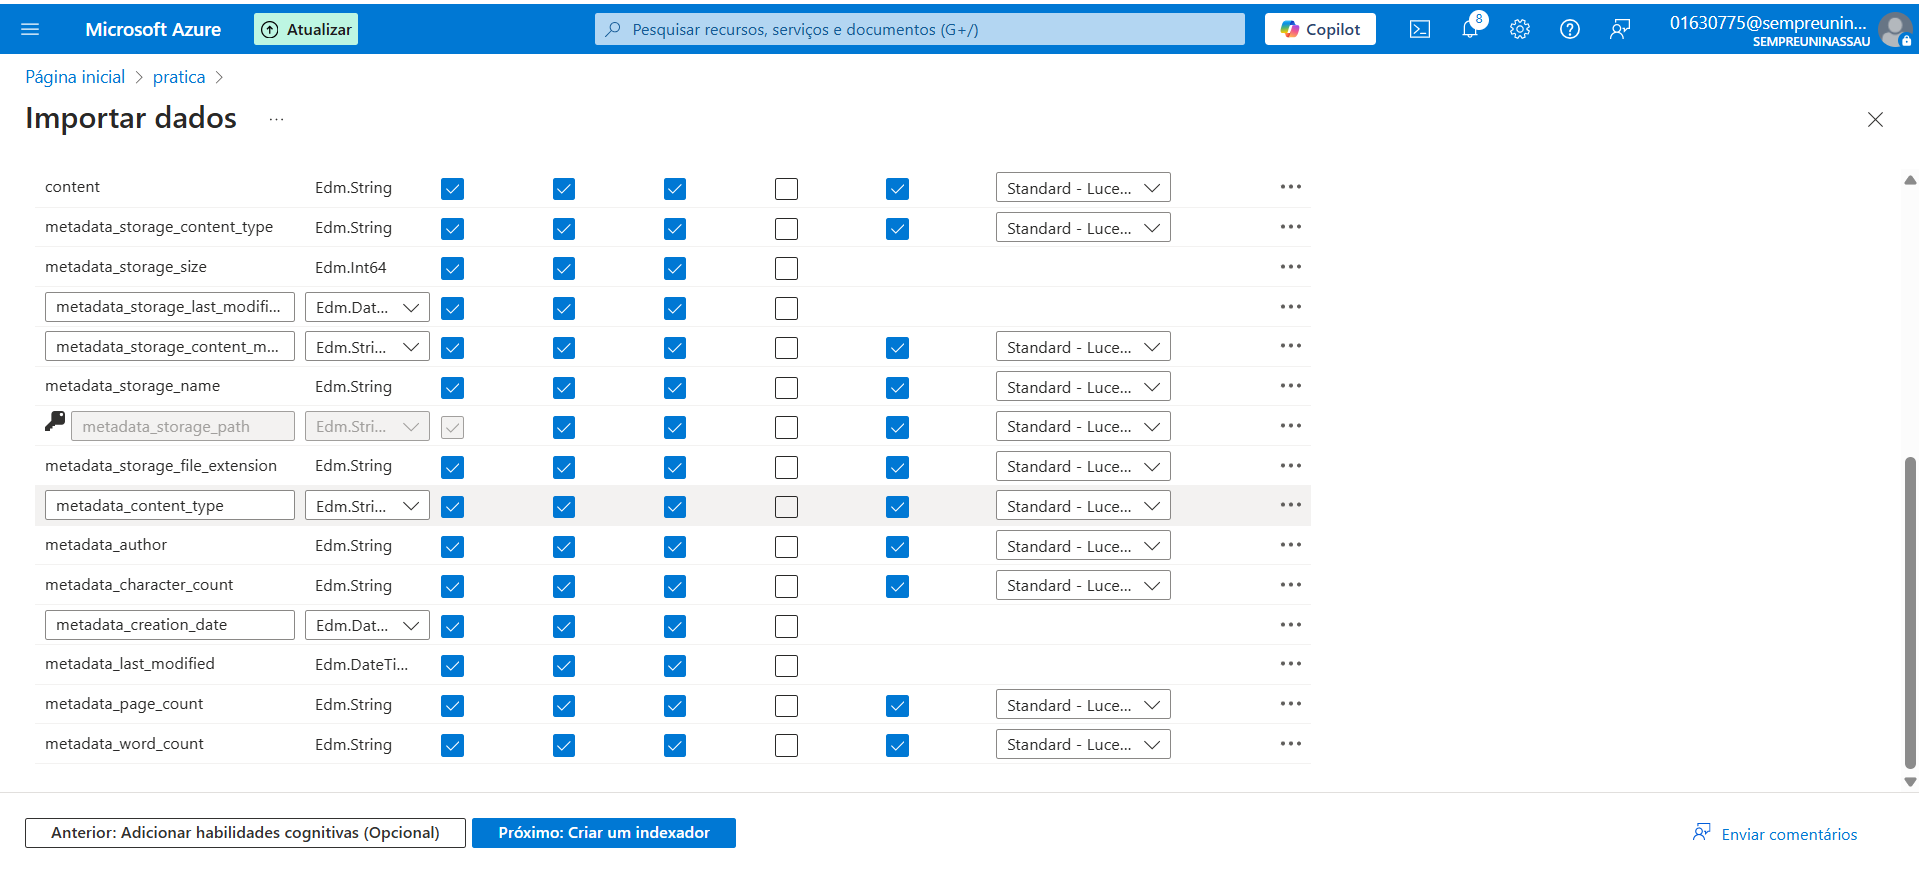 Microsoft Azure
Atualizar
Pesquisar recursos, serviços e documentos (G+/)
Copilot
8
01630775@sempreunin...
SEMPREUNINASSAU
Página inicial > pratica >
Importar dados ...
content Edm.String Standard - Luce...
metadata_storage_content_type Edm.String Standard - Luce...
metadata_storage_size Edm.Int64
metadata_storage_last_modifi... Edm.Dat...
metadata_storage_content_m... Edm.Stri... Standard - Luce...
metadata_storage_name Edm.String Standard - Luce...
metadata_storage_path Edm.Stri... Standard - Luce...
metadata_storage_file_extension Edm.String Standard - Luce...
metadata_content_type Edm.Stri... Standard - Luce...
metadata_author Edm.String Standard - Luce...
metadata_character_count Edm.String Standard - Luce...
metadata_creation_date Edm.Dat...
metadata_last_modified Edm.DateTi...
metadata_page_count Edm.String Standard - Luce...
metadata_word_count Edm.String Standard - Luce...
Anterior: Adicionar habilidades cognitivas (Opcional)
Próximo: Criar um indexador
Enviar comentários